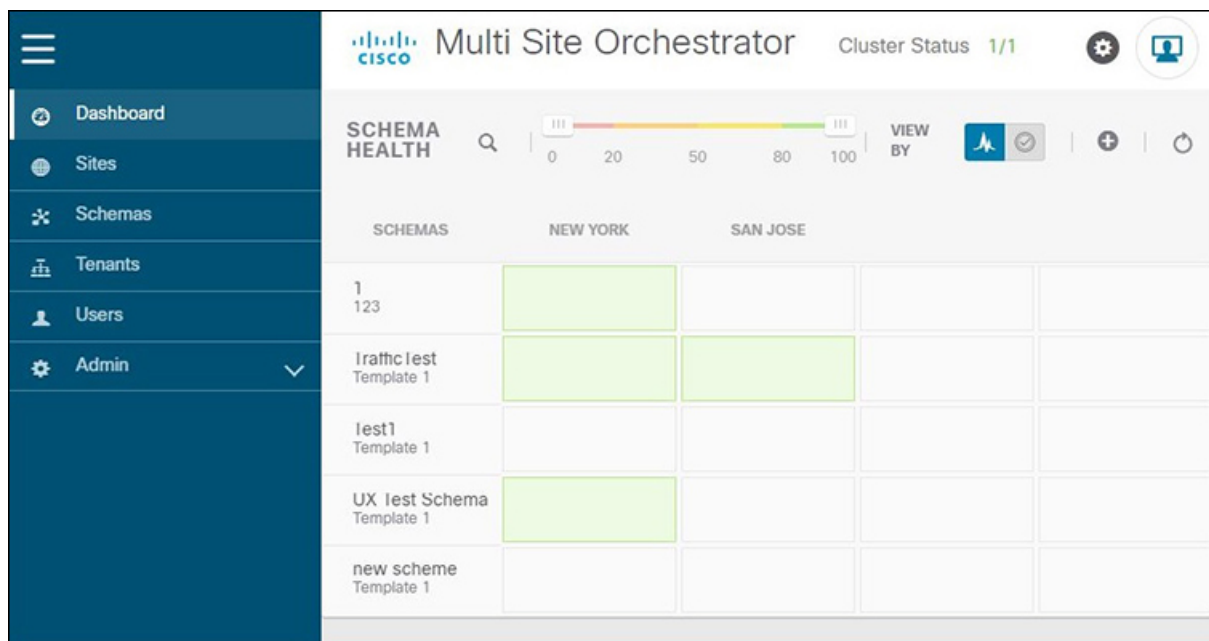 CISCO Multi Site Orchestrator Cluster Status 1/1
Dashboard
Sites
Schemas
Tenants
Users
Admin
SCHEMA HEALTH
0 20 50 80 100
VIEW BY
SCHEMAS NEW YORK SAN JOSE
1
123
TrafficTest
Template 1
Test1
Template 1
UX Test Schema
Template 1
new scheme
Template 1